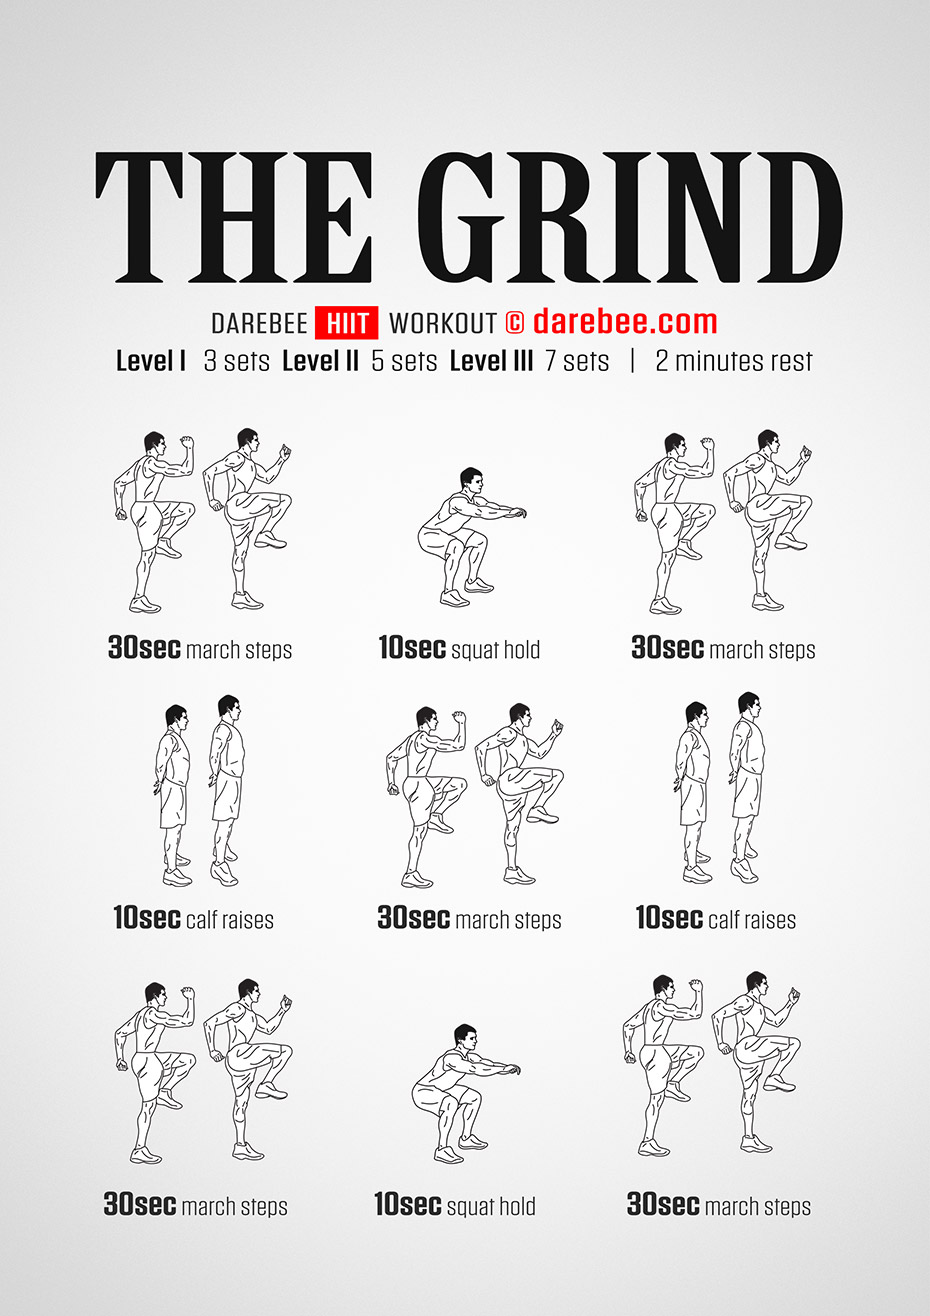 THE GRIND
DAREBEE HIIT WORKOUT © darebee.com
Level I 3 sets Level II 5 sets Level III 7 sets | 2 minutes rest
30sec march steps
10sec squat hold
30sec march steps
10sec calf raises
30sec march steps
10sec calf raises
30sec march steps
10sec squat hold
30sec march steps